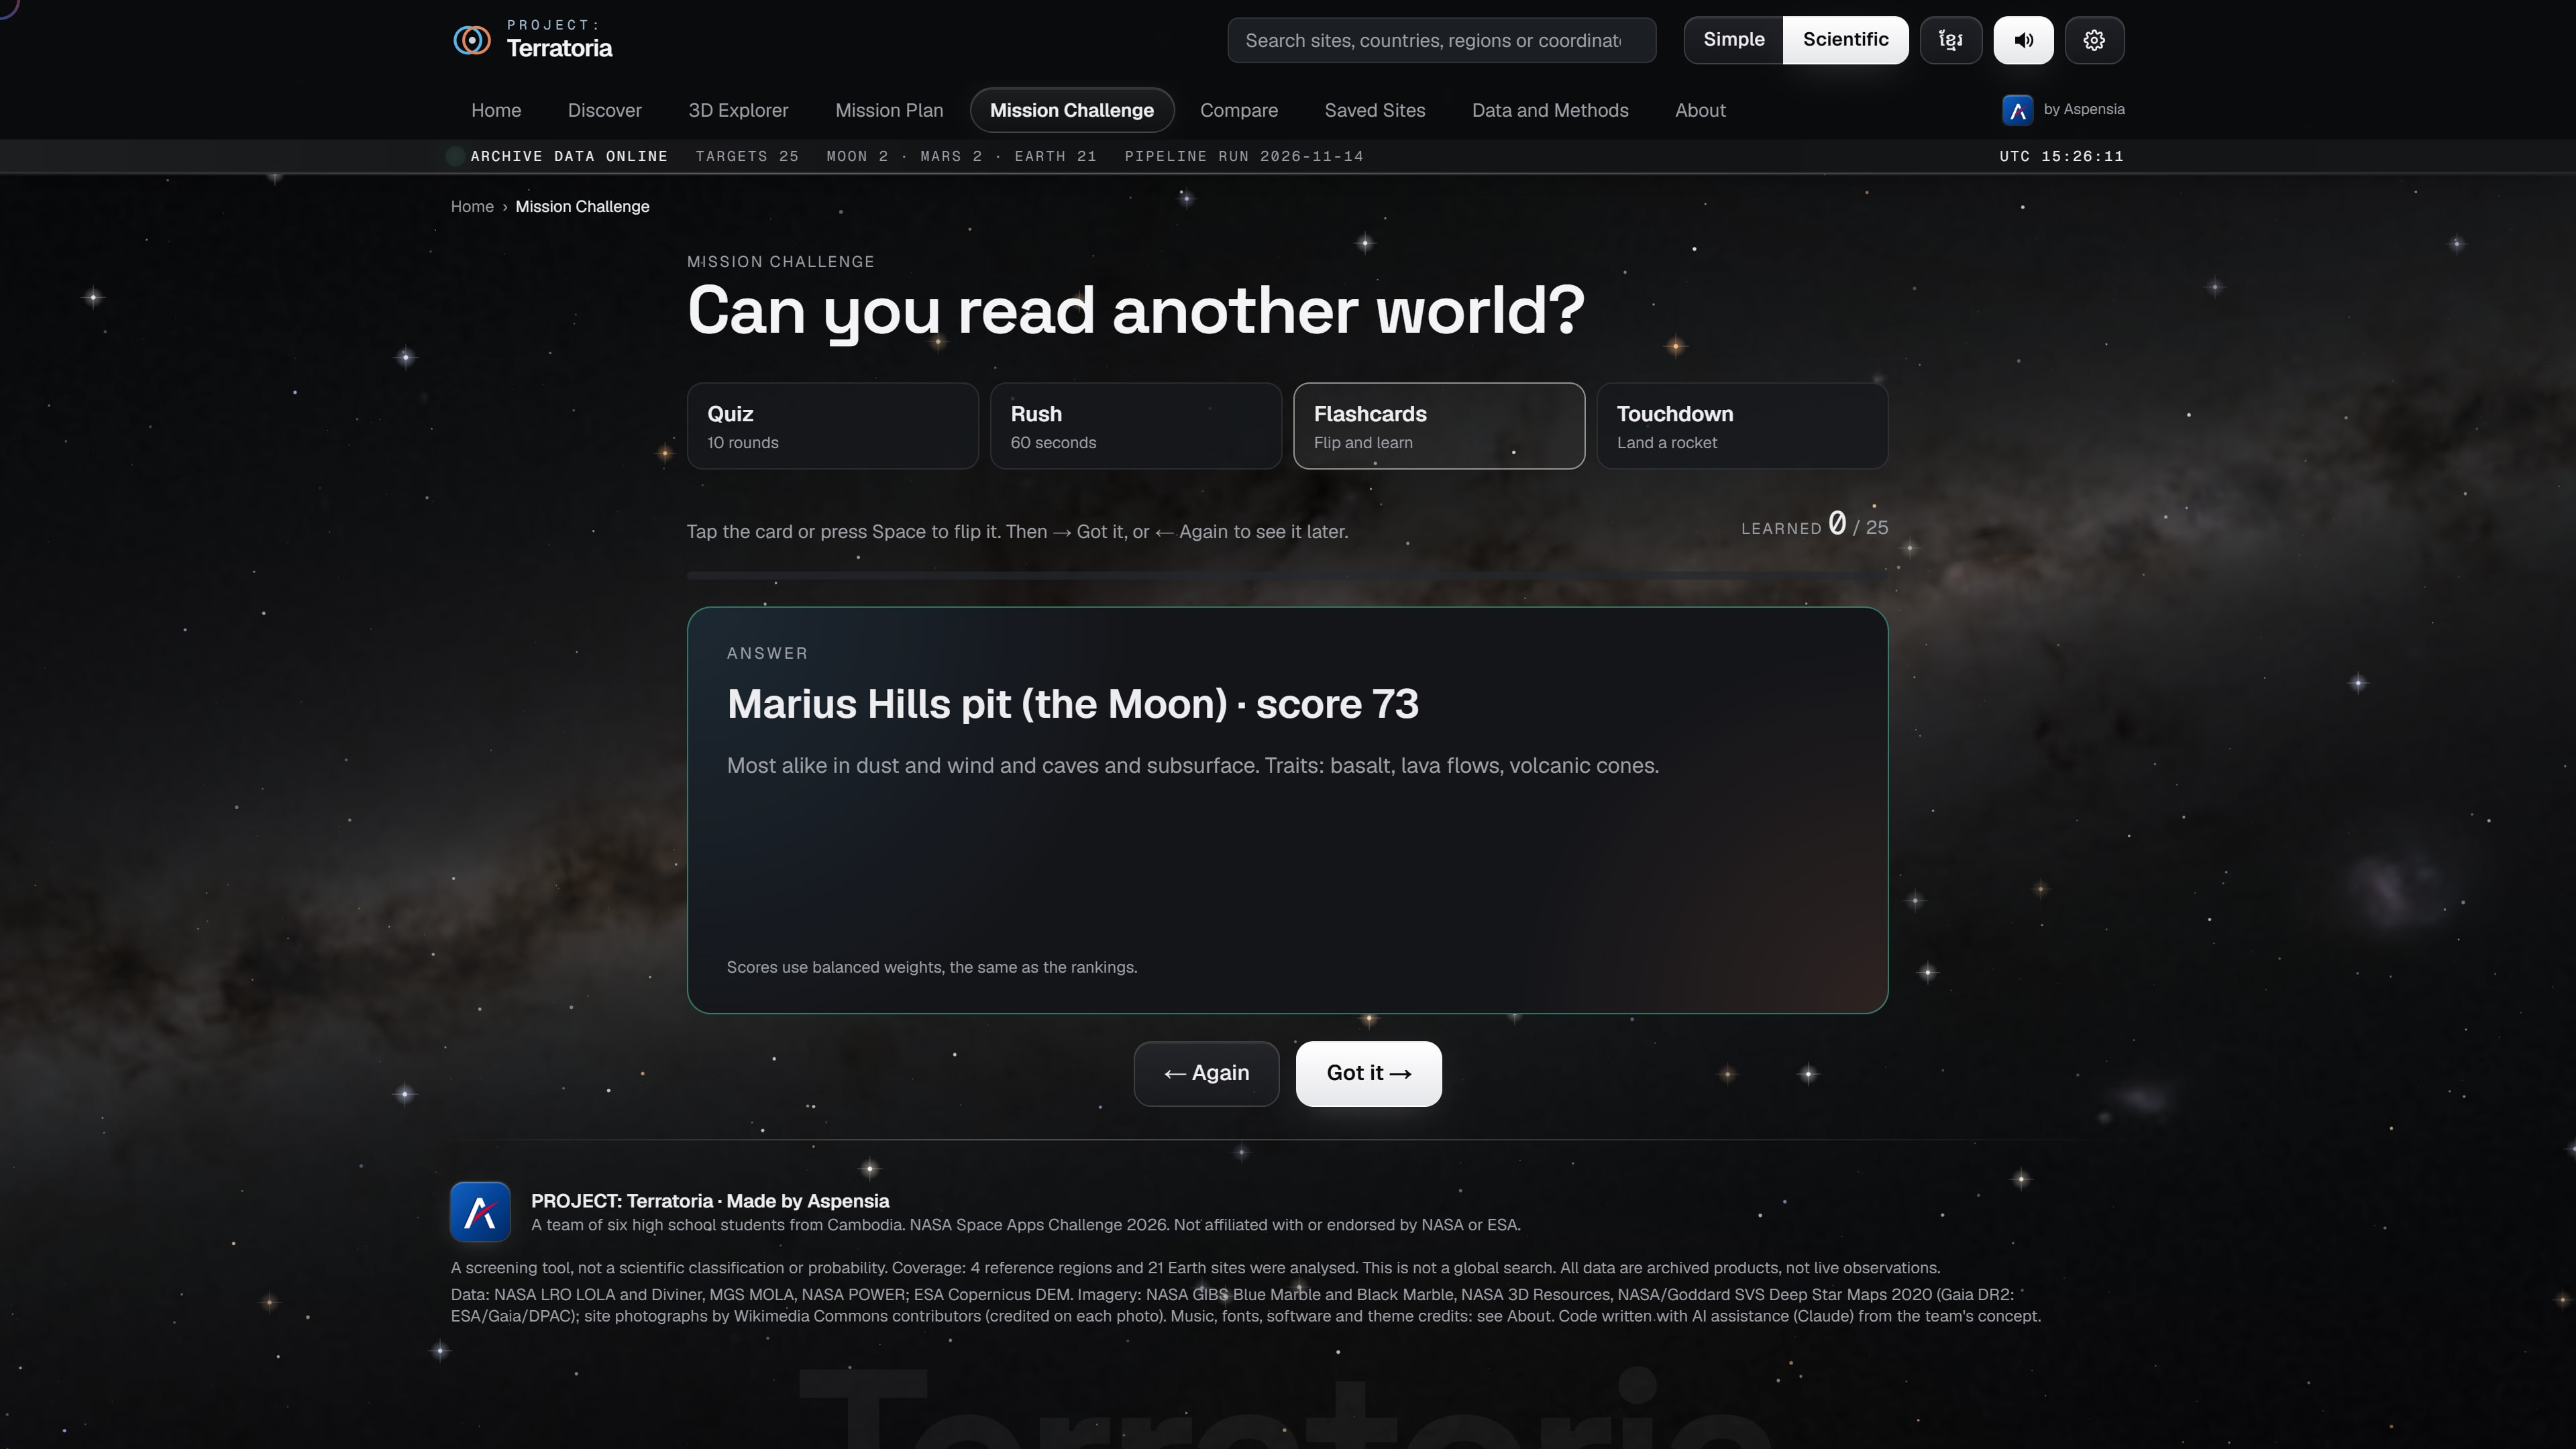 PROJECT:
Terratoria
Search sites, countries, regions or coordinat
Simple
Scientific
ខ្មែរ
Home
Discover
3D Explorer
Mission Plan
Mission Challenge
Compare
Saved Sites
Data and Methods
About
by Aspensia
ARCHIVE DATA ONLINE
TARGETS 25
MOON 2 · MARS 2 · EARTH 21
PIPELINE RUN 2026-11-14
UTC 15:26:11
Home › Mission Challenge
MISSION CHALLENGE
Can you read another world?
Quiz
10 rounds
Rush
60 seconds
Flashcards
Flip and learn
Touchdown
Land a rocket
Tap the card or press Space to flip it. Then → Got it, or ← Again to see it later.
LEARNED 0 / 25
ANSWER
Marius Hills pit (the Moon) · score 73
Most alike in dust and wind and caves and subsurface. Traits: basalt, lava flows, volcanic cones.
Scores use balanced weights, the same as the rankings.
← Again
Got it →
PROJECT: Terratoria · Made by Aspensia
A team of six high school students from Cambodia. NASA Space Apps Challenge 2026. Not affiliated with or endorsed by NASA or ESA.
A screening tool, not a scientific classification or probability. Coverage: 4 reference regions and 21 Earth sites were analysed. This is not a global search. All data are archived products, not live observations.
Data: NASA LRO LOLA and Diviner, MGS MOLA, NASA POWER; ESA Copernicus DEM. Imagery: NASA GIBS Blue Marble and Black Marble, NASA 3D Resources, NASA/Goddard SVS Deep Star Maps 2020 (Gaia DR2:
ESA/Gaia/DPAC); site photographs by Wikimedia Commons contributors (credited on each photo). Music, fonts, software and theme credits: see About. Code written with AI assistance (Claude) from the team's concept.
Terratoria